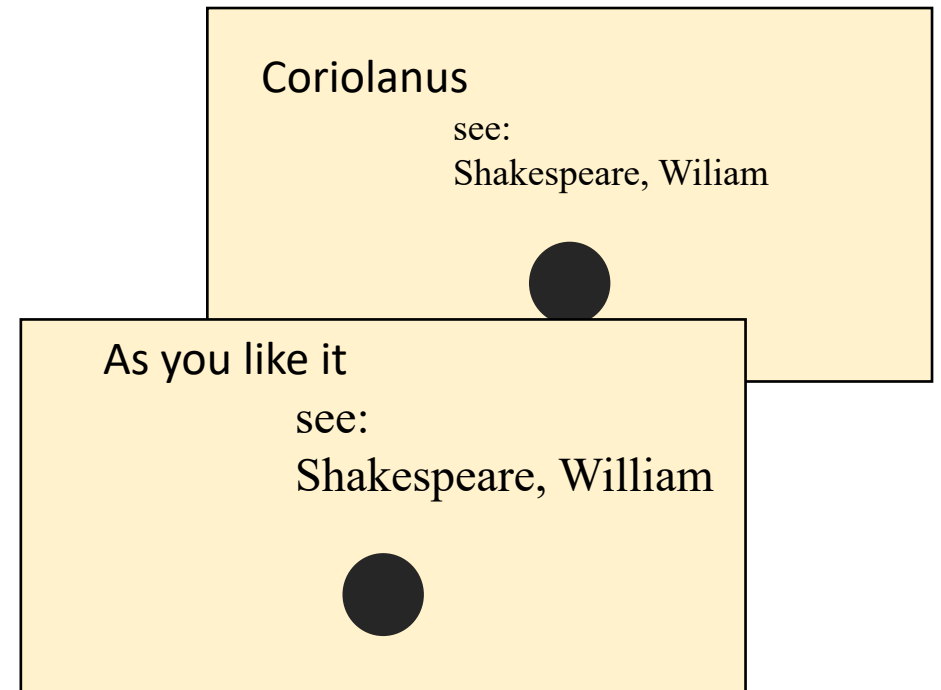 Coriolanus
see:
Shakespeare, Wiliam
As you like it
see:
Shakespeare, William